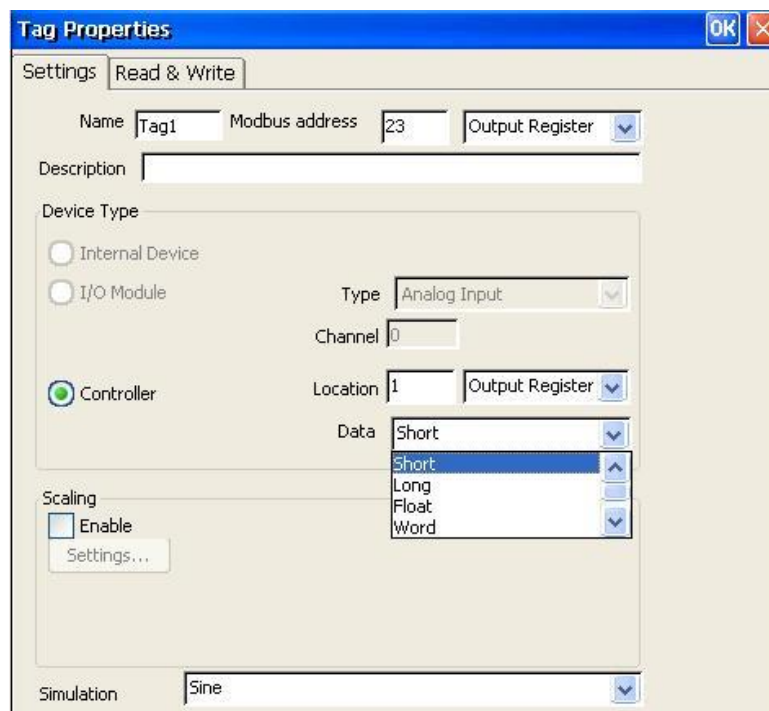 Tag Properties OK
Settings Read & Write
Name Tag1 Modbus address 23 Output Register
Description
Device Type
Internal Device
I/O Module Type Analog Input
Channel 0
Controller Location 1 Output Register
Data Short
Short
Long
Float
Word
Scaling
Enable
Settings...
Simulation Sine